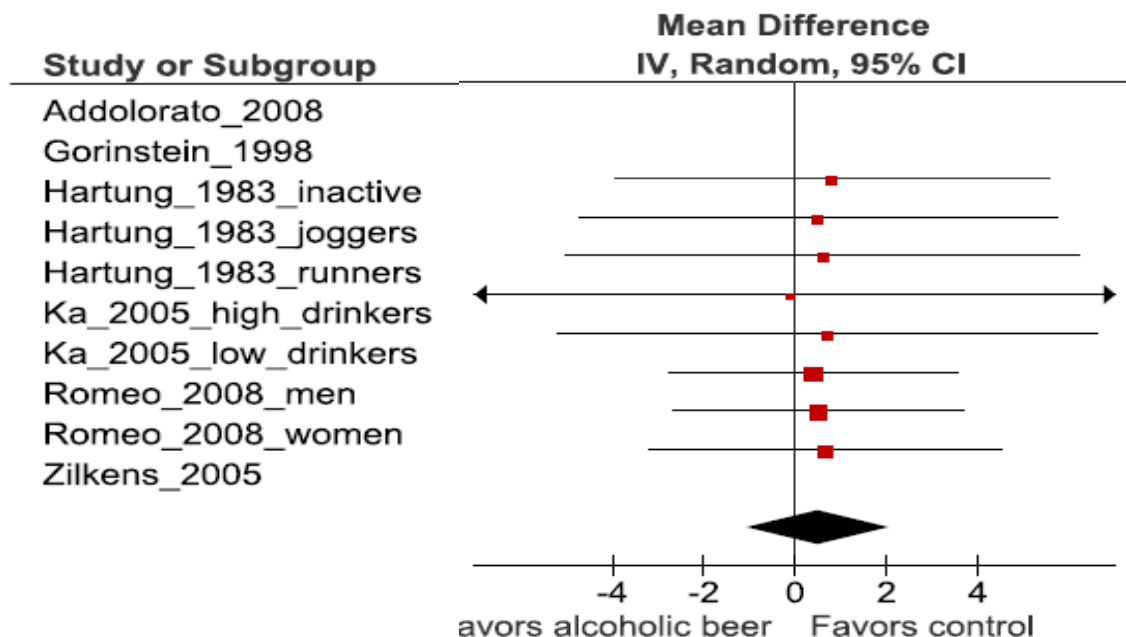 Mean Difference
Study or Subgroup IV, Random, 95% CI
Addolorato_2008
Gorinstein_1998
Hartung_1983_inactive
Hartung_1983_joggers
Hartung_1983_runners
Ka_2005_high_drinkers
Ka_2005_low_drinkers
Romeo_2008_men
Romeo_2008_women
Zilkens_2005
-4 -2 0 2 4
avors alcoholic beer Favors control